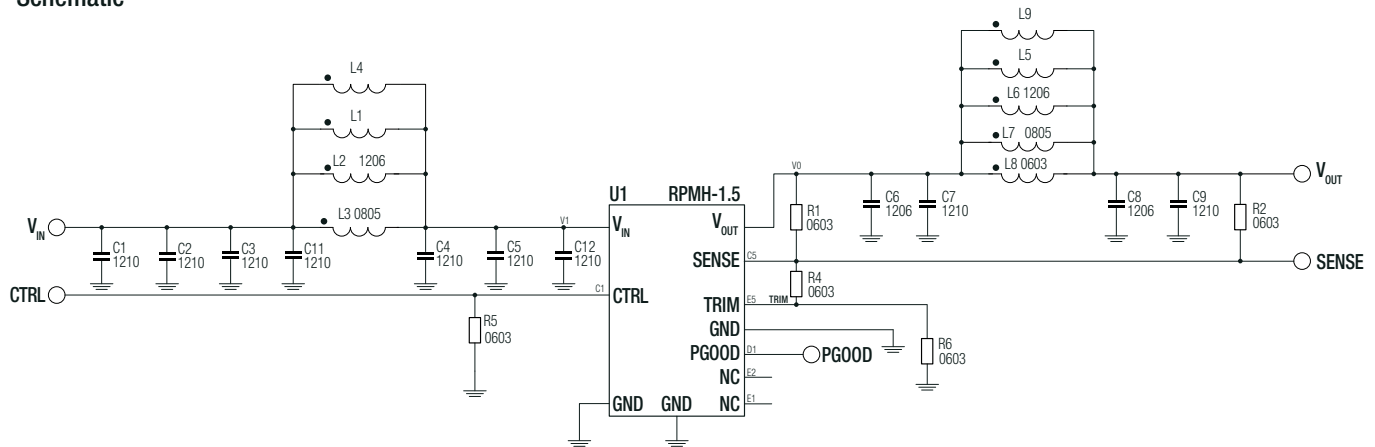 Schematic
L9
L5
L6 1206
L7 0805
L8 0603
L4
L1
L2 1206
L3 0805
V0
V1
VIN
C1
1210
C2
1210
C3
1210
C11
1210
C4
1210
C5
1210
C12
1210
CTRL
C1
R5
0603
U1 RPMH-1.5
VIN
VOUT
SENSE
C5
CTRL
TRIM
E5
TRIM
GND
PGOOD
D1
PGOOD
NC
E2
NC
E1
GND GND
R1
0603
R4
0603
C6
1206
C7
1210
C8
1206
C9
1210
R2
0603
R6
0603
VOUT
SENSE